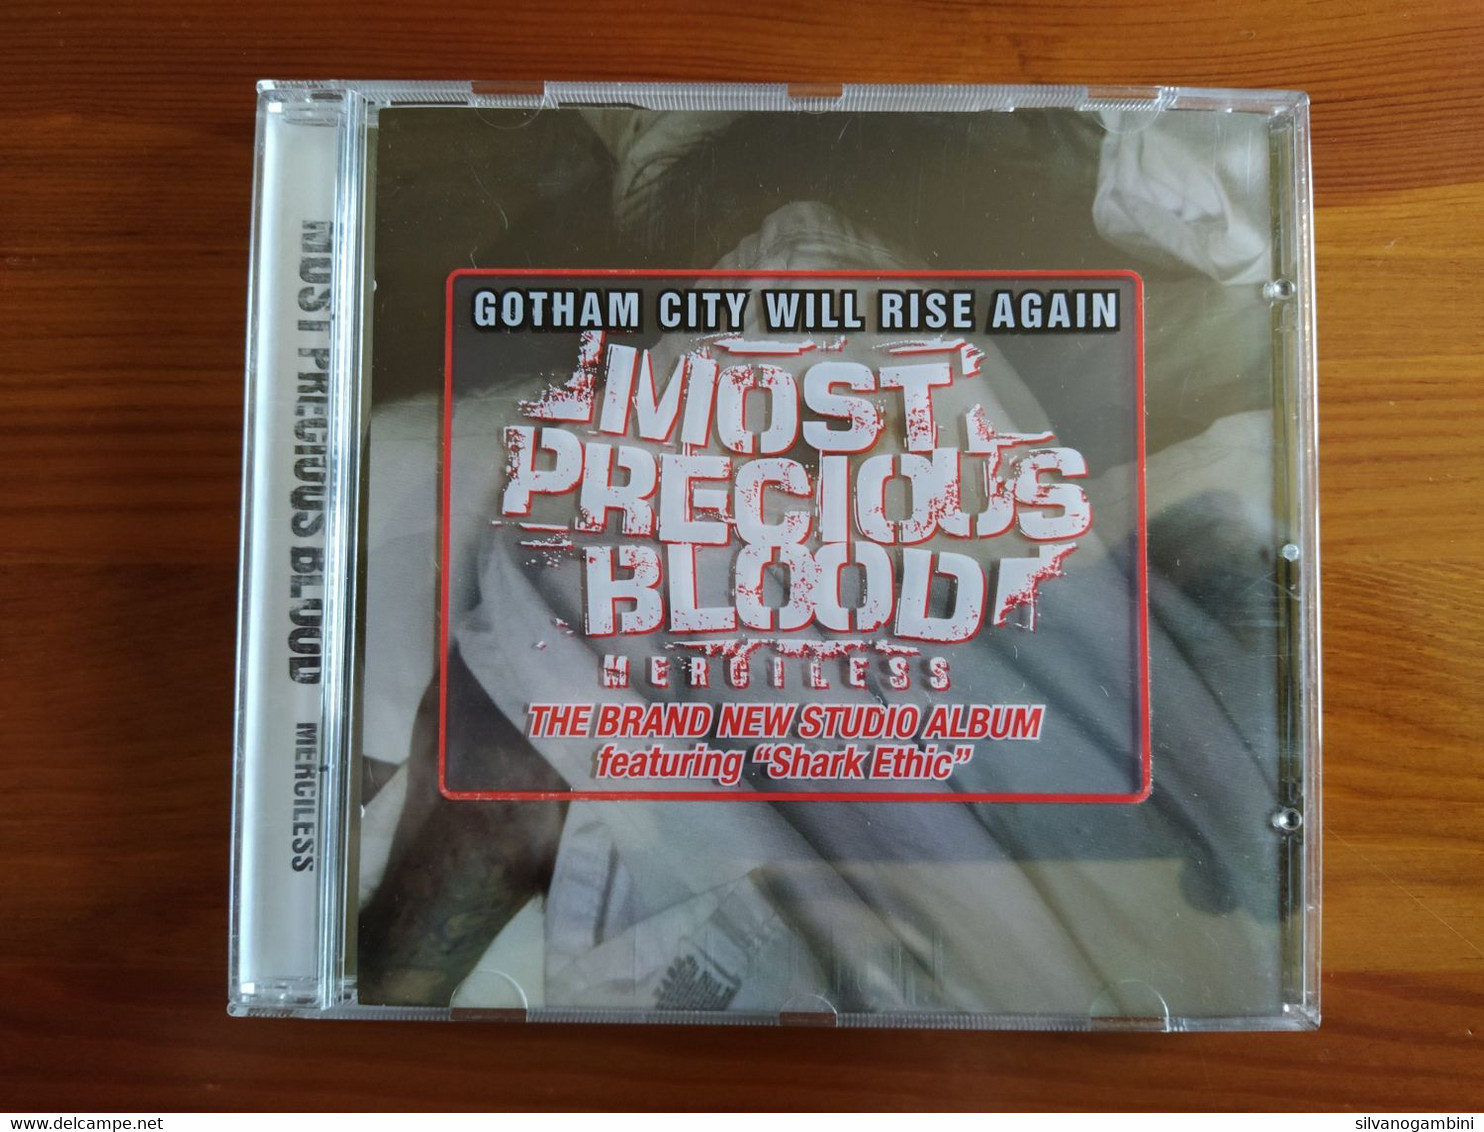 MOST PRECIOUS BLOOD MERCILESS
GOTHAM CITY WILL RISE AGAIN
MOST
PRECIOUS
BLOOD
MERCILESS
THE BRAND NEW STUDIO ALBUM
featuring "Shark Ethic"
www.delcampe.net
silvanogambini